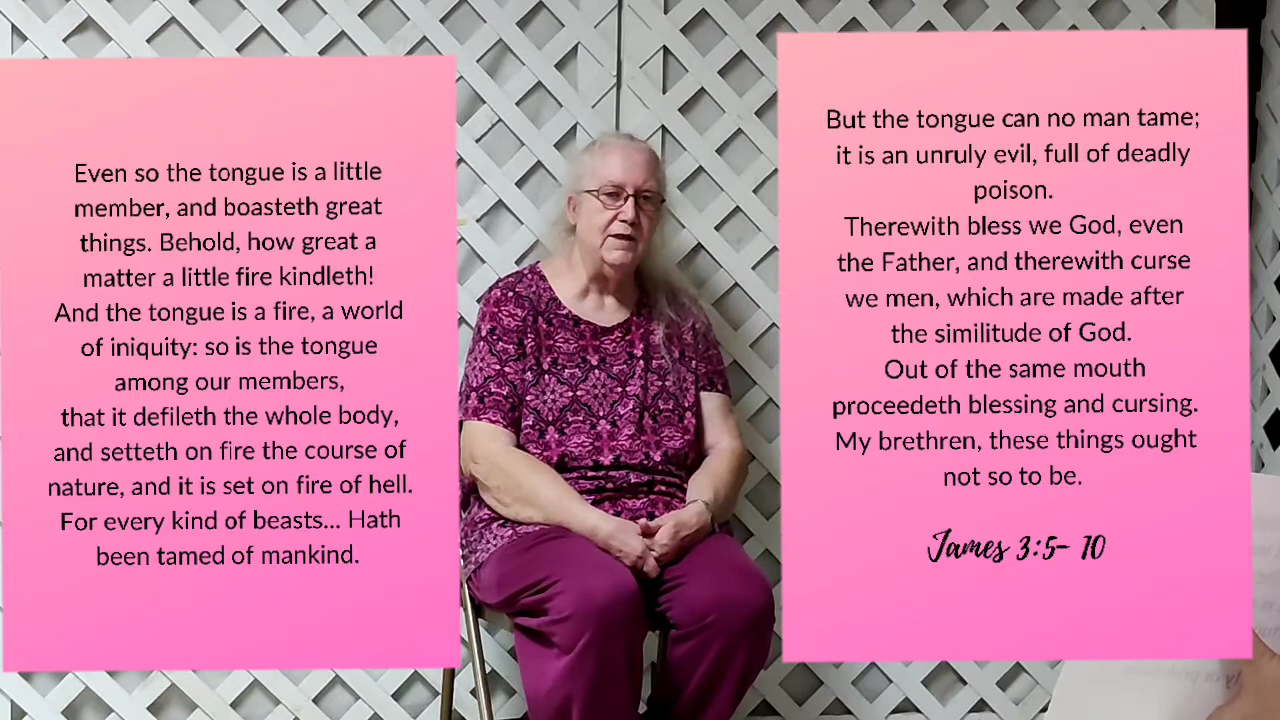 Even so the tongue is a little
member, and boasteth great
things. Behold, how great a
matter a little fire kindleth!
And the tongue is a fire, a world
of iniquity: so is the tongue
among our members,
that it defileth the whole body,
and setteth on fire the course of
nature, and it is set on fire of hell.
For every kind of beasts... Hath
been tamed of mankind.
But the tongue can no man tame;
it is an unruly evil, full of deadly
poison.
Therewith bless we God, even
the Father, and therewith curse
we men, which are made after
the similitude of God.
Out of the same mouth
proceedeth blessing and cursing.
My brethren, these things ought
not so to be.
James 3:5- 10